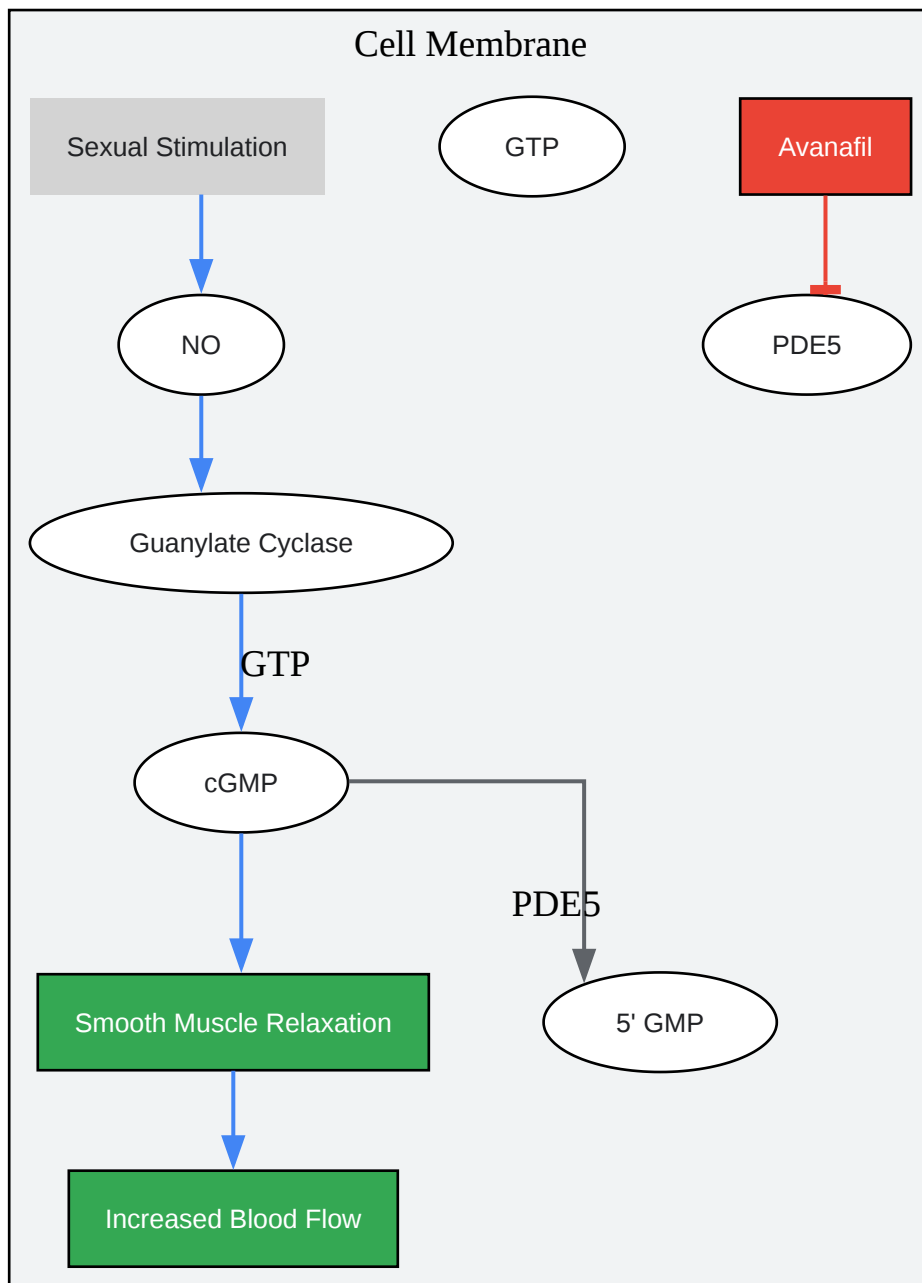 Cell Membrane
Sexual Stimulation
GTP
Avanafil
NO
PDE5
Guanylate Cyclase
GTP
cGMP
PDE5
Smooth Muscle Relaxation
5' GMP
Increased Blood Flow